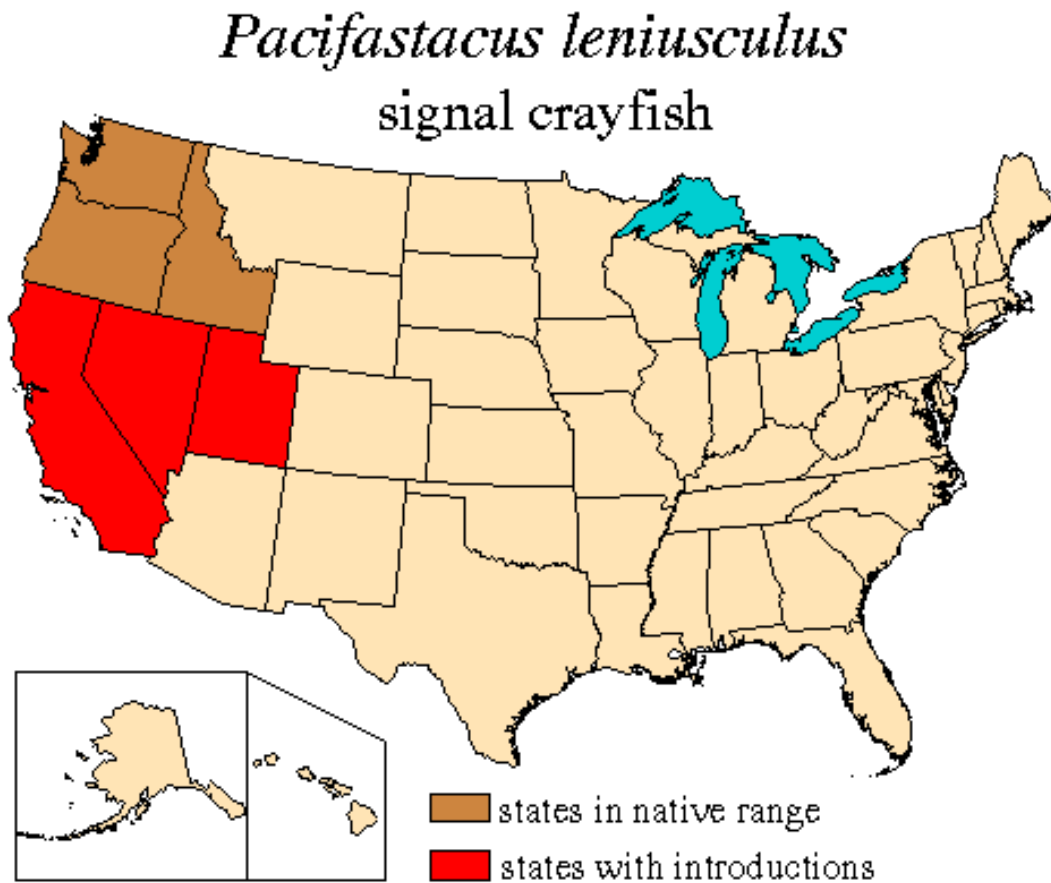 Pacifastacus leniusculus
signal crayfish
states in native range
states with introductions